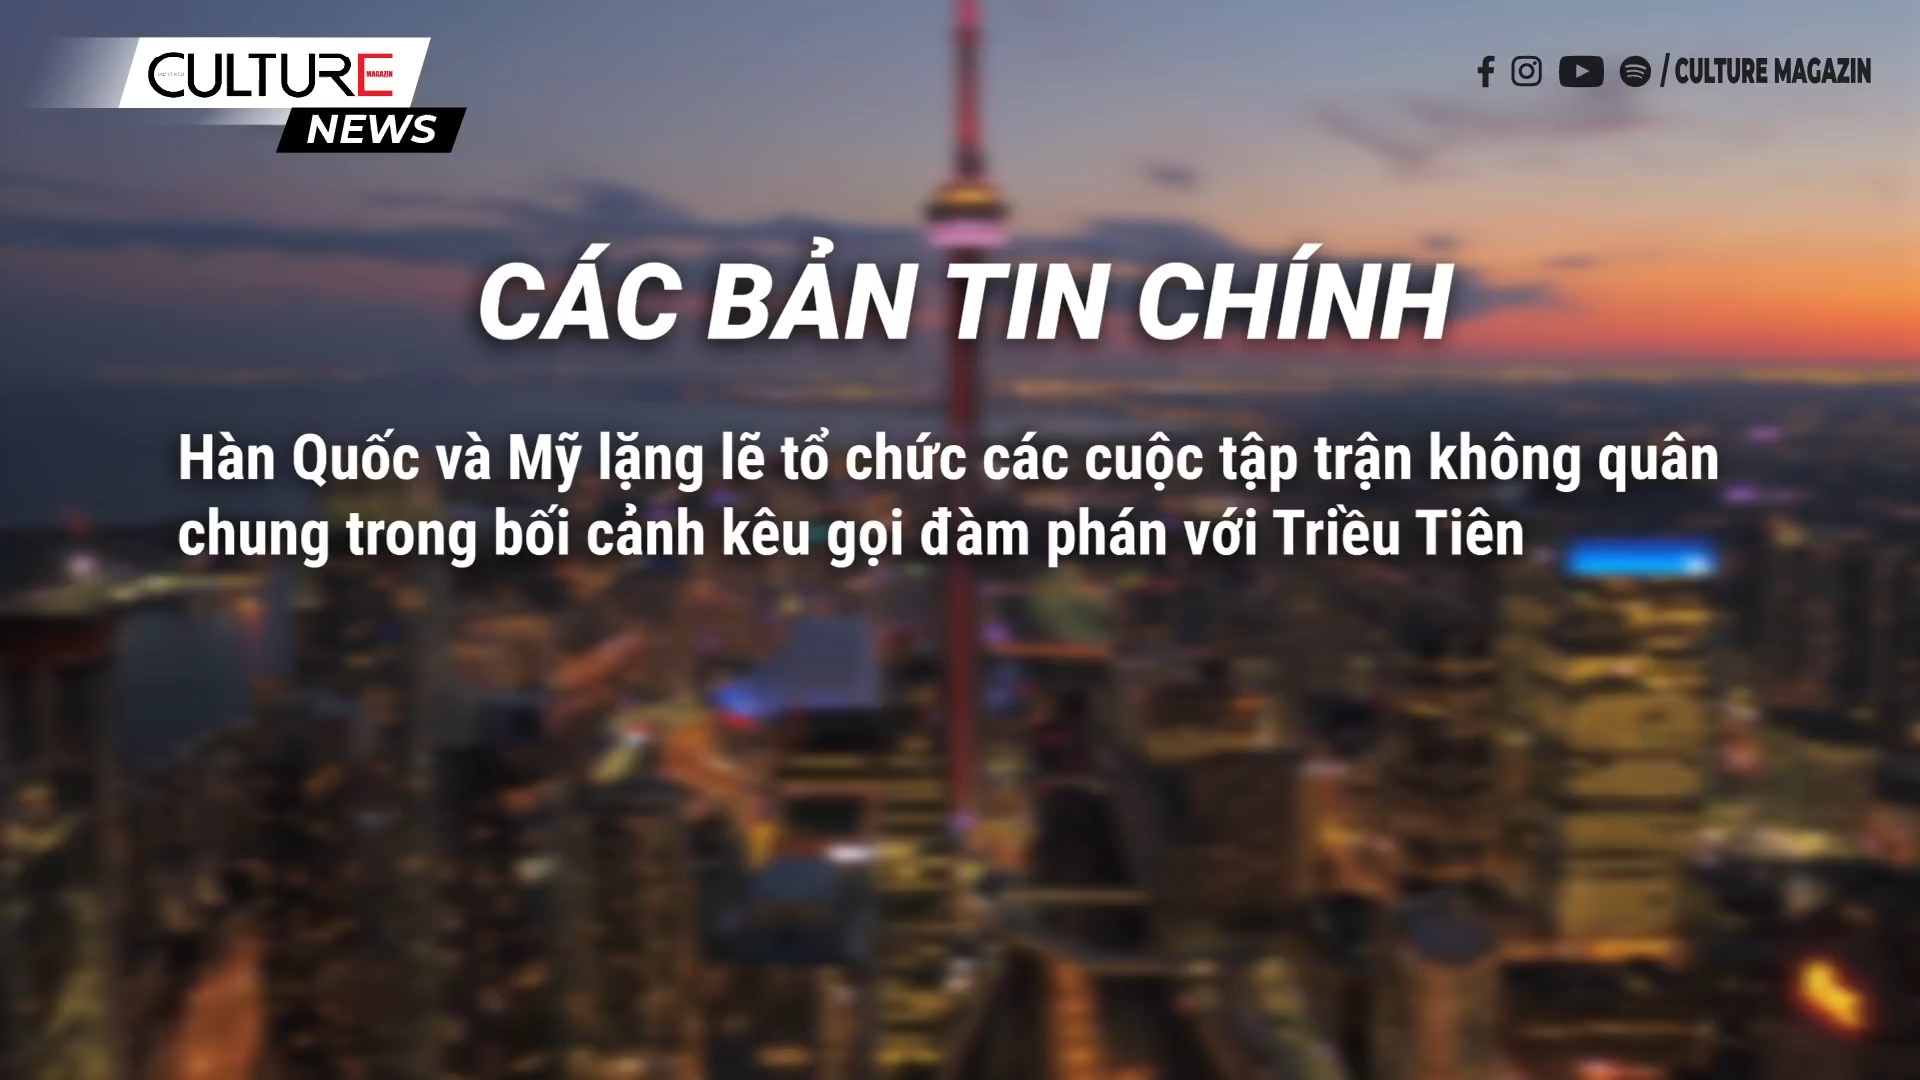 CULTURE
MAGAZIN
NEWS
/ CULTURE MAGAZIN
CÁC BẢN TIN CHÍNH
Hàn Quốc và Mỹ lặng lẽ tổ chức các cuộc tập trận không quân
chung trong bối cảnh kêu gọi đàm phán với Triều Tiên